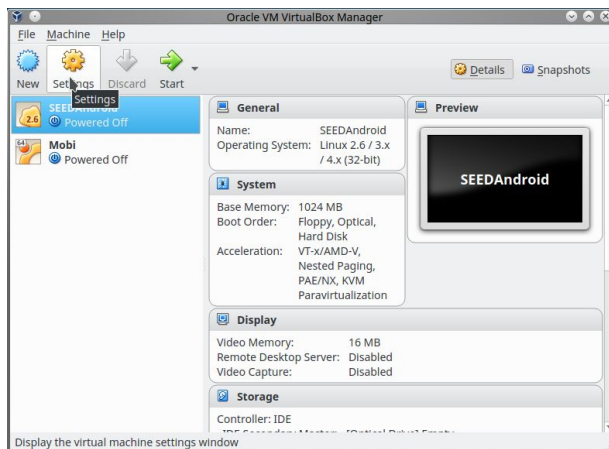 Oracle VM VirtualBox Manager
File Machine Help
New Settings Discard Start
Details Snapshots
Settings
2.6
SEEDAndroid
Powered Off
64
Mobi
Powered Off
General
Name: SEEDAndroid
Operating System: Linux 2.6 / 3.x
/ 4.x (32-bit)
System
Base Memory: 1024 MB
Boot Order: Floppy, Optical,
Hard Disk
Acceleration: VT-x/AMD-V,
Nested Paging,
PAE/NX, KVM
Paravirtualization
Preview
SEEDAndroid
Display
Video Memory: 16 MB
Remote Desktop Server: Disabled
Video Capture: Disabled
Storage
Controller: IDE
Display the virtual machine settings window